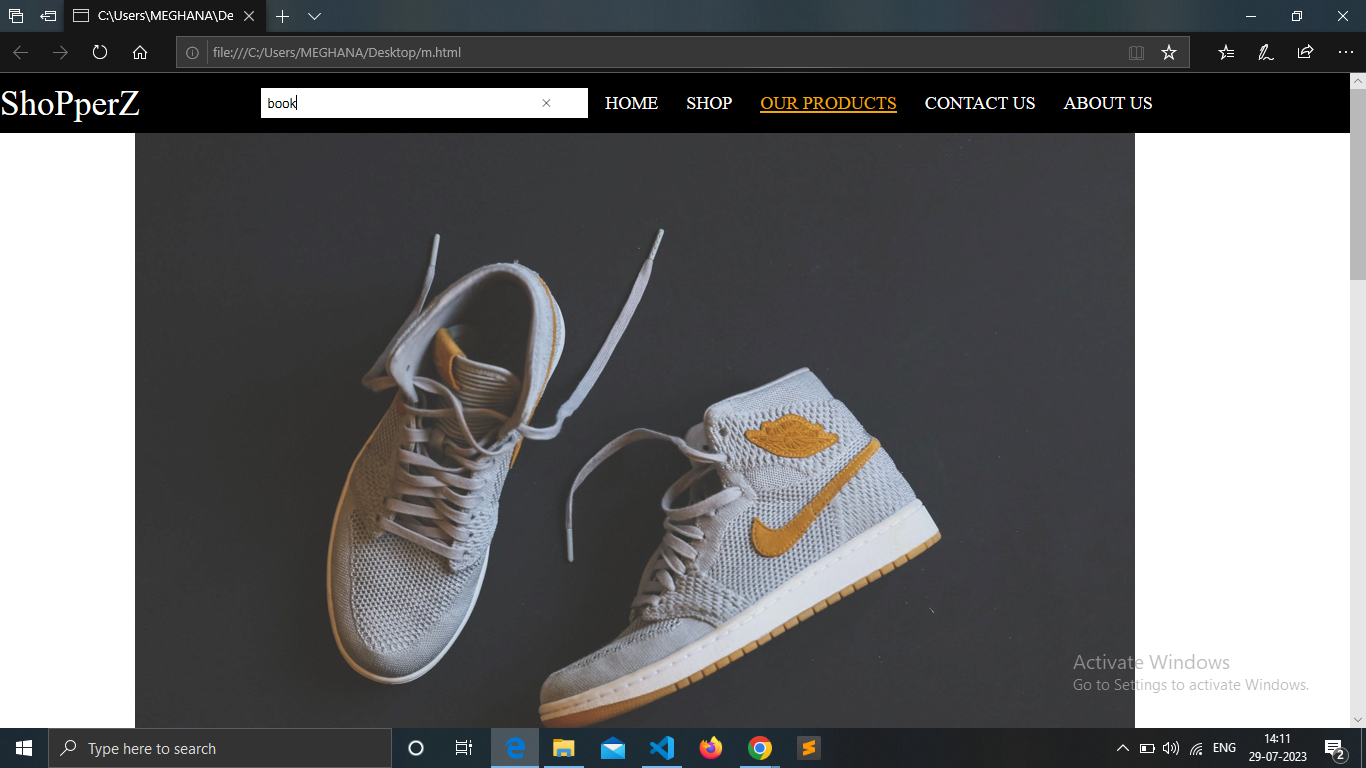 C:\Users\MEGHANA\De
file:///C:/Users/MEGHANA/Desktop/m.html
ShoPperZ
book
HOME
SHOP
OUR PRODUCTS
CONTACT US
ABOUT US
Activate Windows
Go to Settings to activate Windows.
Type here to search
ENG
14:11
29-07-2023
2